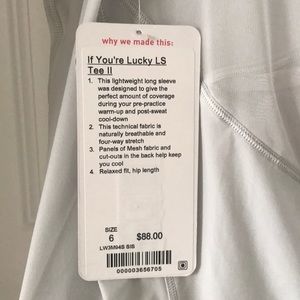 why we made this:
If You're Lucky LS
Tee II
1. This lightweight long sleeve
was designed to give the
perfect amount of coverage
during your pre-practice
warm-up and post-sweat
cool-down
2. This technical fabric is
naturally breathable and
four-way stretch
3. Panels of Mesh fabric and
cut-outs in the back help keep
you cool
4. Relaxed fit, hip length
SIZE
6 $88.00
LW3M94S SIS
000003656705